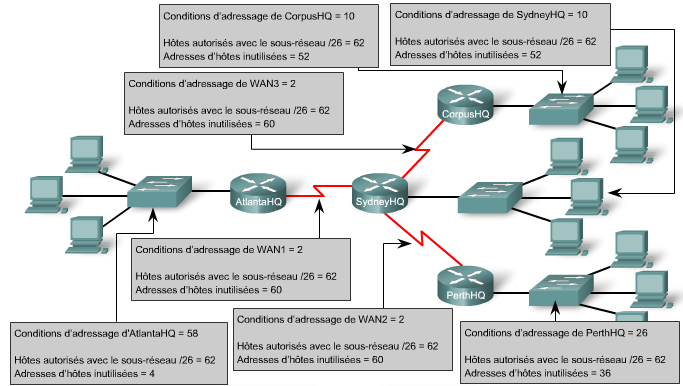 Conditions d'adressage de CorpusHQ = 10
Hôtes autorisés avec le sous-réseau /26 = 62
Adresses d'hôtes inutilisées = 52
Conditions d'adressage de SydneyHQ = 10
Hôtes autorisés avec le sous-réseau /26 = 62
Adresses d'hôtes inutilisées = 52
Conditions d'adressage de WAN3 = 2
Hôtes autorisés avec le sous-réseau /26 = 62
Adresses d'hôtes inutilisées = 60
CorpusHQ
AtlantaHQ
SydneyHQ
Conditions d'adressage de WAN1 = 2
Hôtes autorisés avec le sous-réseau /26 = 62
Adresses d'hôtes inutilisées = 60
PerthHQ
Conditions d'adressage d'AtlantaHQ = 58
Hôtes autorisés avec le sous-réseau /26 = 62
Adresses d'hôtes inutilisées = 4
Conditions d'adressage de WAN2 = 2
Hôtes autorisés avec le sous-réseau /26 = 62
Adresses d'hôtes inutilisées = 60
Conditions d'adressage de PerthHQ = 26
Hôtes autorisés avec le sous-réseau /26 = 62
Adresses d'hôtes inutilisées = 36